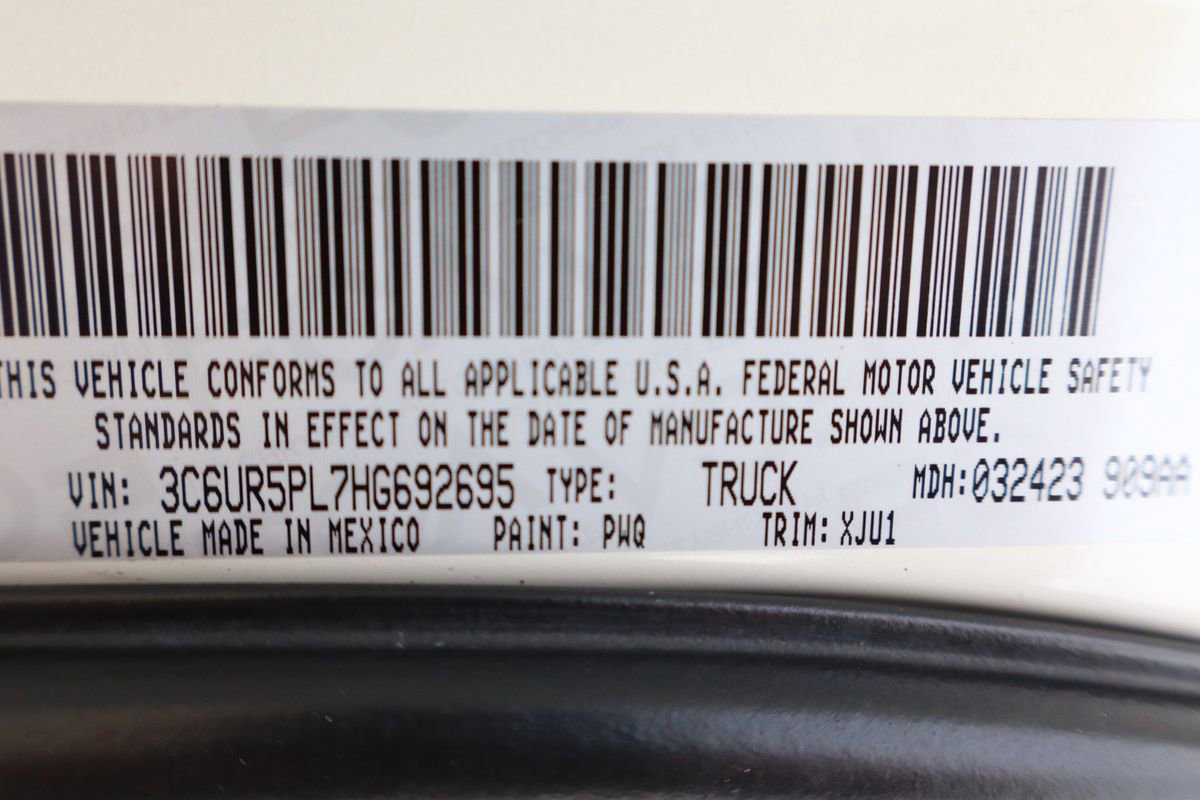 THIS VEHICLE CONFORMS TO ALL APPLICABLE U.S.A. FEDERAL MOTOR VEHICLE SAFETY
STANDARDS IN EFFECT ON THE DATE OF MANUFACTURE SHOWN ABOVE.
VIN: 3C6UR5PL7HG692695 TYPE: TRUCK MDH:032423 909AA
VEHICLE MADE IN MEXICO PAINT: PWQ TRIM: XJU1